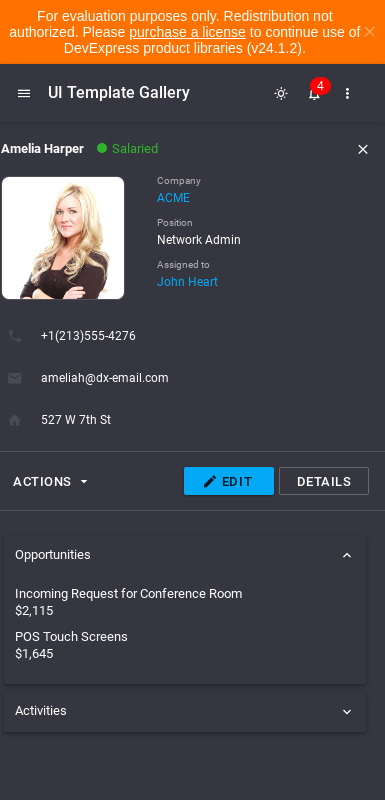 For evaluation purposes only. Redistribution not
authorized. Please purchase a license to continue use of
DevExpress product libraries (v24.1.2).
UI Template Gallery
4
Amelia Harper
Salaried
Company
ACME
Position
Network Admin
Assigned to
John Heart
+1(213)555-4276
ameliah@dx-email.com
527 W 7th St
ACTIONS
EDIT
DETAILS
Opportunities
Incoming Request for Conference Room
$2,115
POS Touch Screens
$1,645
Activities